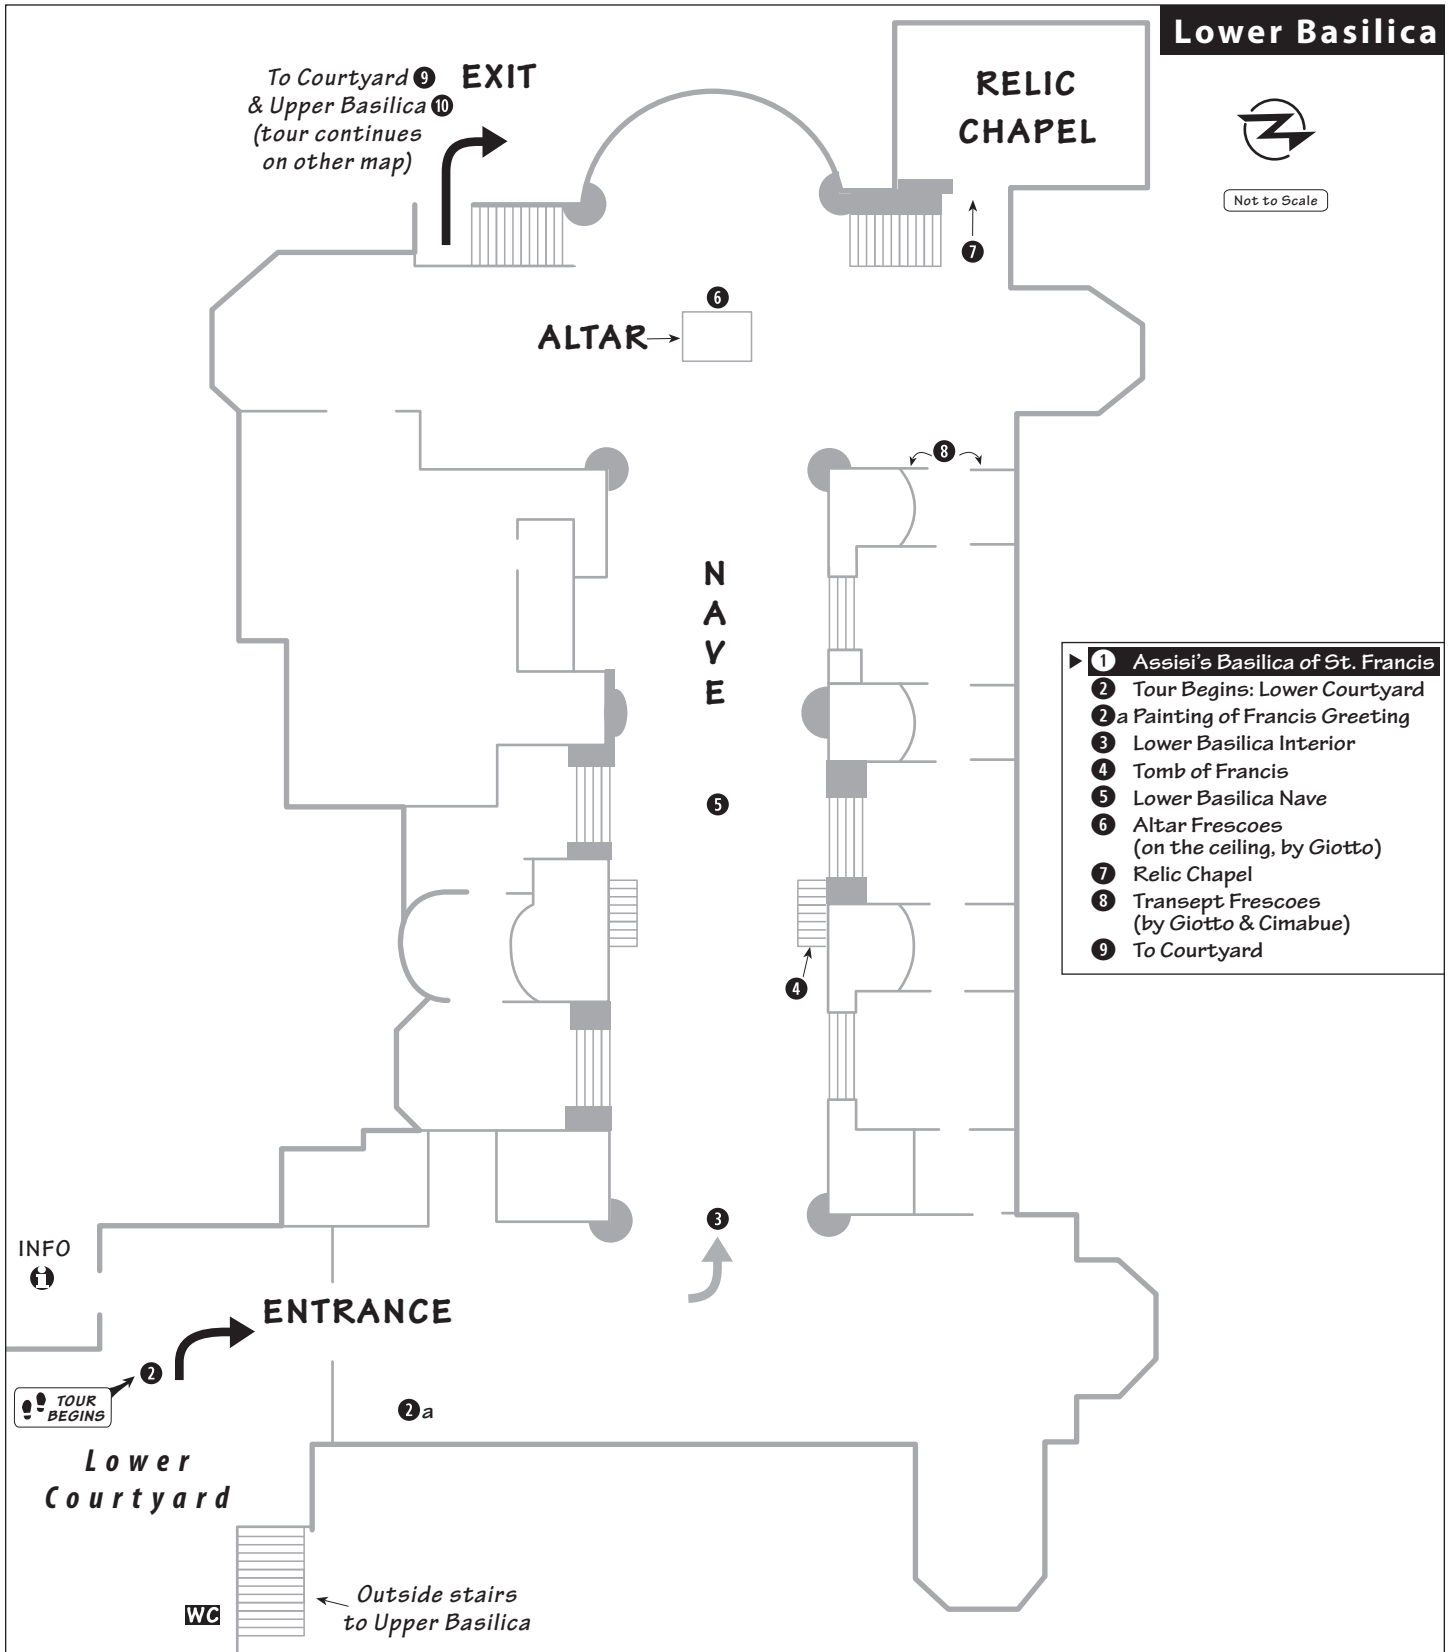 Lower Basilica
To Courtyard 9 EXIT
& Upper Basilica 10
(tour continues
on other map)
RELIC
CHAPEL
N
Not to Scale
7
6
ALTAR
8
N
A
V
E
1 Assisi's Basilica of St. Francis
2 Tour Begins: Lower Courtyard
2a Painting of Francis Greeting
3 Lower Basilica Interior
4 Tomb of Francis
5 Lower Basilica Nave
6 Altar Frescoes
(on the ceiling, by Giotto)
7 Relic Chapel
8 Transept Frescoes
(by Giotto & Cimabue)
9 To Courtyard
5
4
3
INFO
i
ENTRANCE
2
TOUR
BEGINS
2a
Lower
Courtyard
WC
Outside stairs
to Upper Basilica